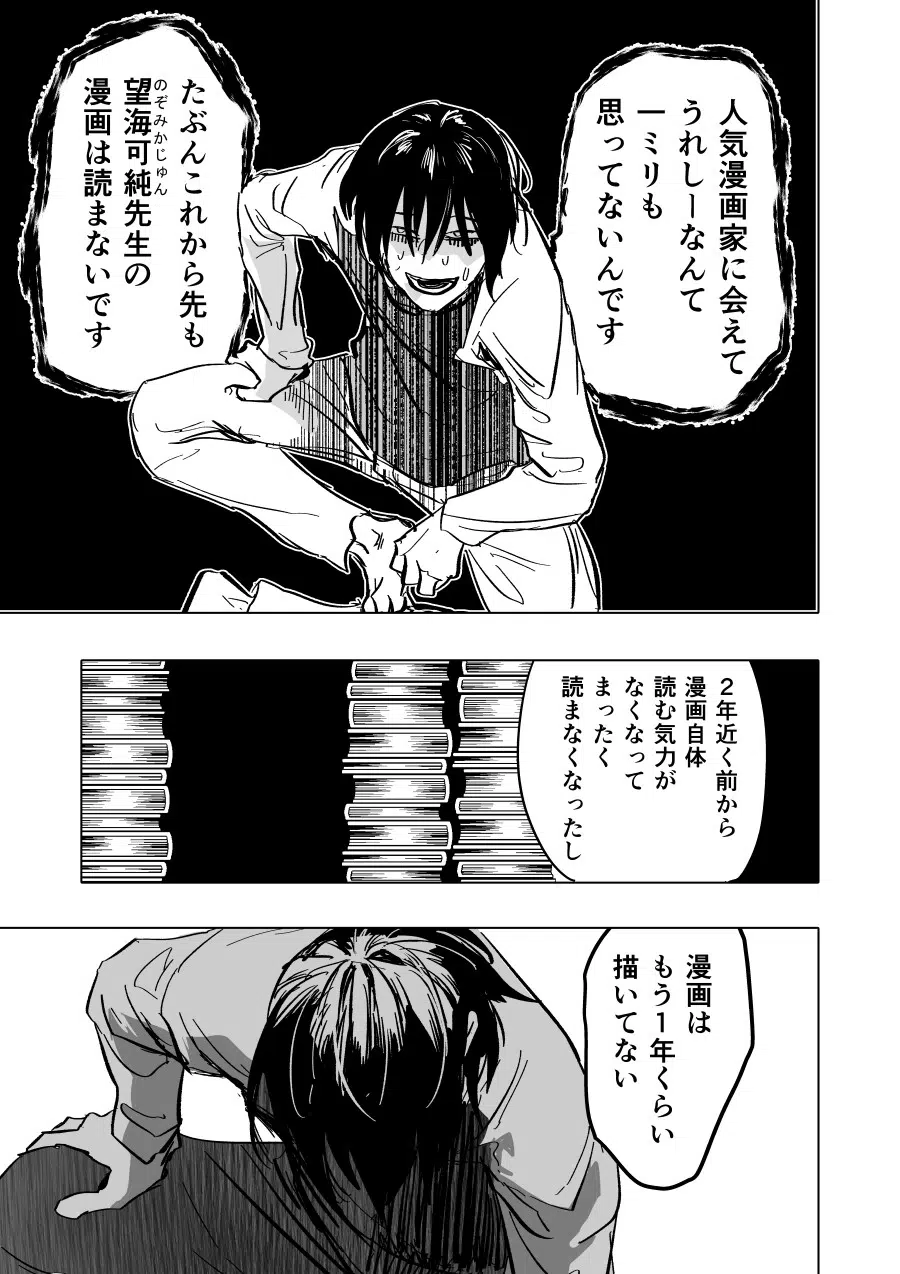 人気漫画家に会えて
うれしーなんて
一ミリも
思ってないんです
たぶんこれから先も
望海可純先生の
のぞみかじゅん
漫画は読まないです
2年近く前から
漫画自体
読む気力が
なくなって
まったく
読まなくなったし
漫画は
もう1年くらい
描いてない